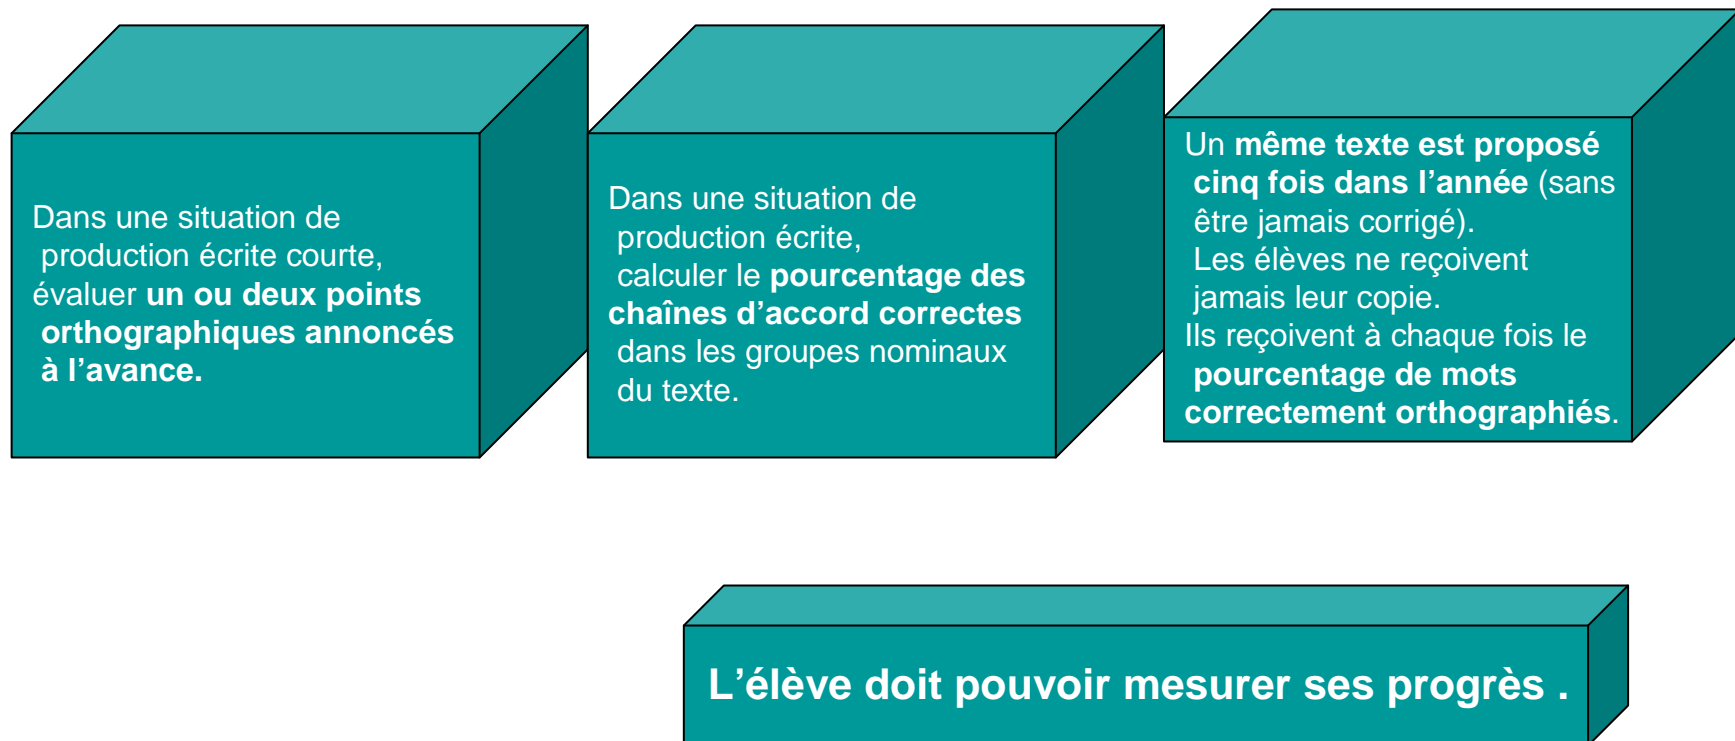 Dans une situation de
production écrite courte,
évaluer un ou deux points
orthographiques annoncés
à l’avance.
Dans une situation de
production écrite,
calculer le pourcentage des
chaînes d’accord correctes
dans les groupes nominaux
du texte.
Un même texte est proposé
cinq fois dans l’année (sans
être jamais corrigé).
Les élèves ne reçoivent
jamais leur copie.
Ils reçoivent à chaque fois le
pourcentage de mots
correctement orthographiés.
L’élève doit pouvoir mesurer ses progrès .